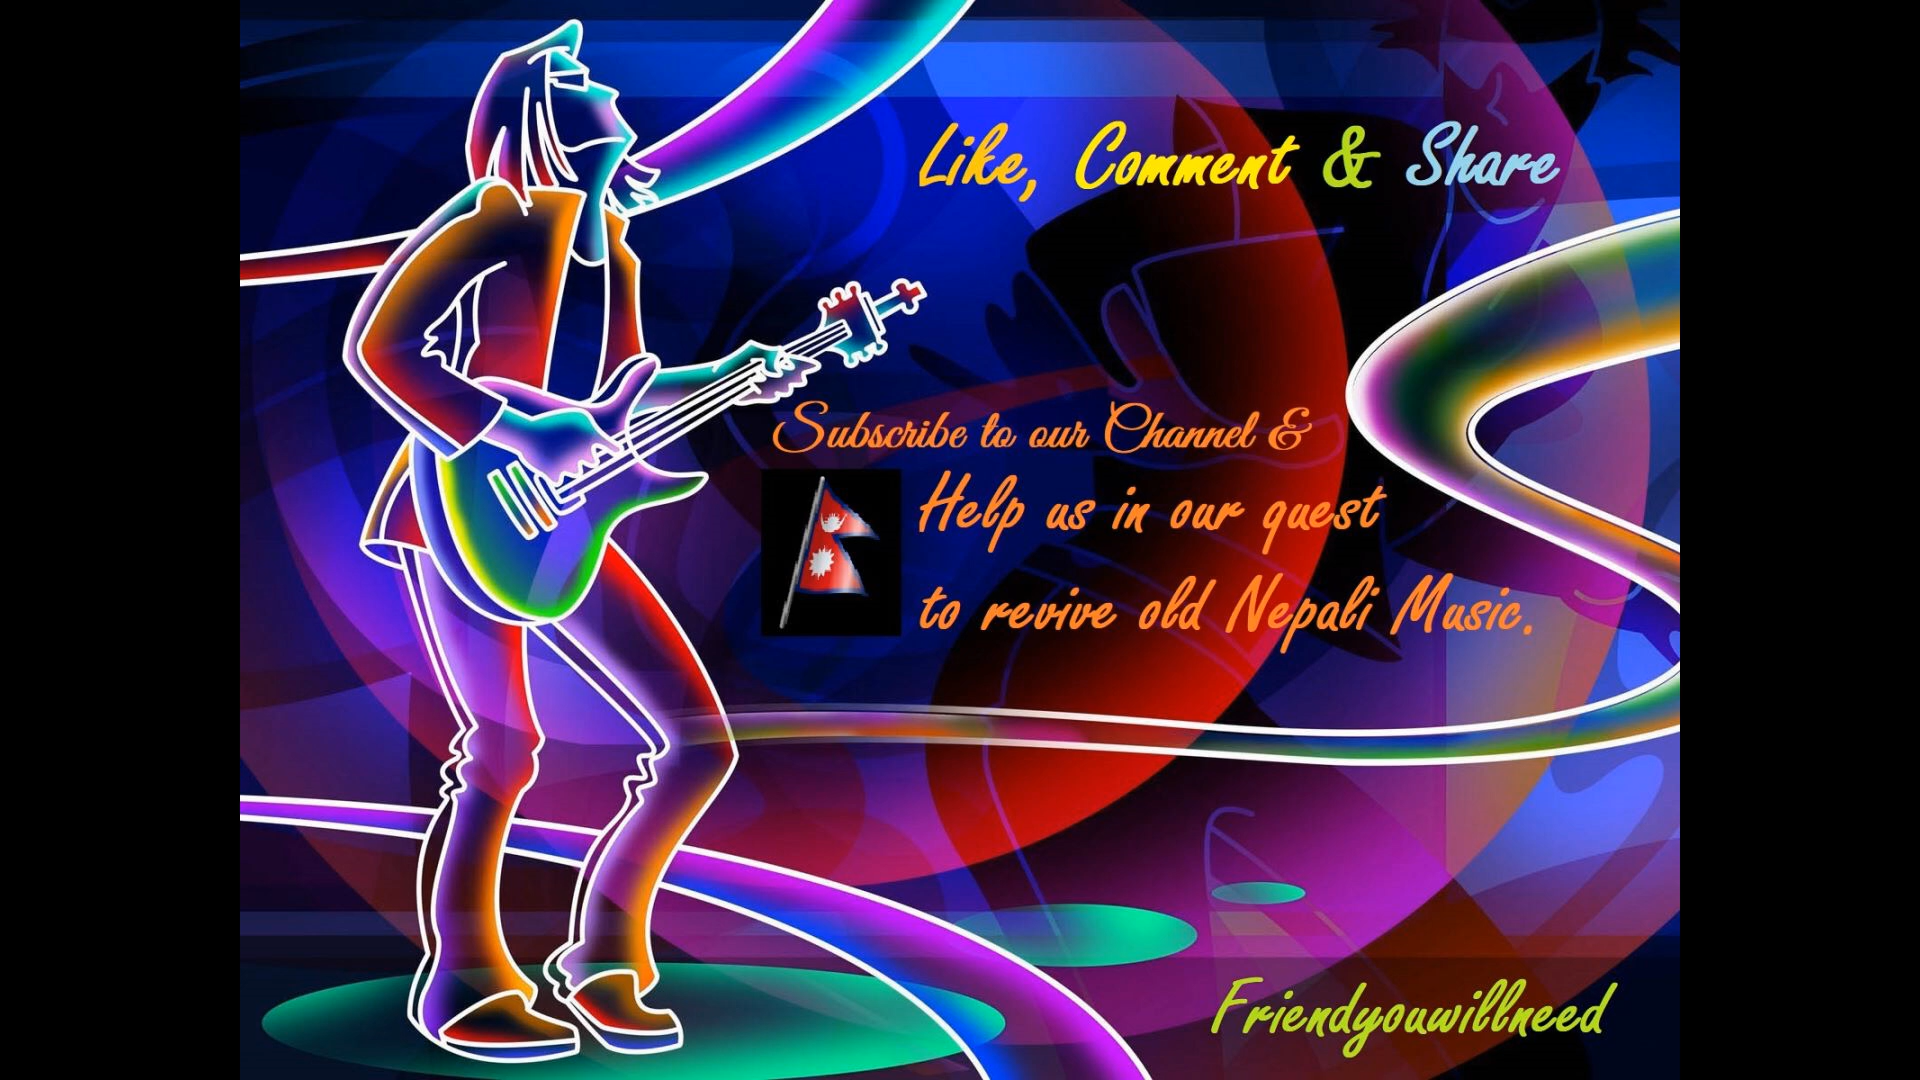 Like, Comment & Share
Subscribe to our Channel &
Help us in our quest
to revive old Nepali Music.
Friendyouwillneed